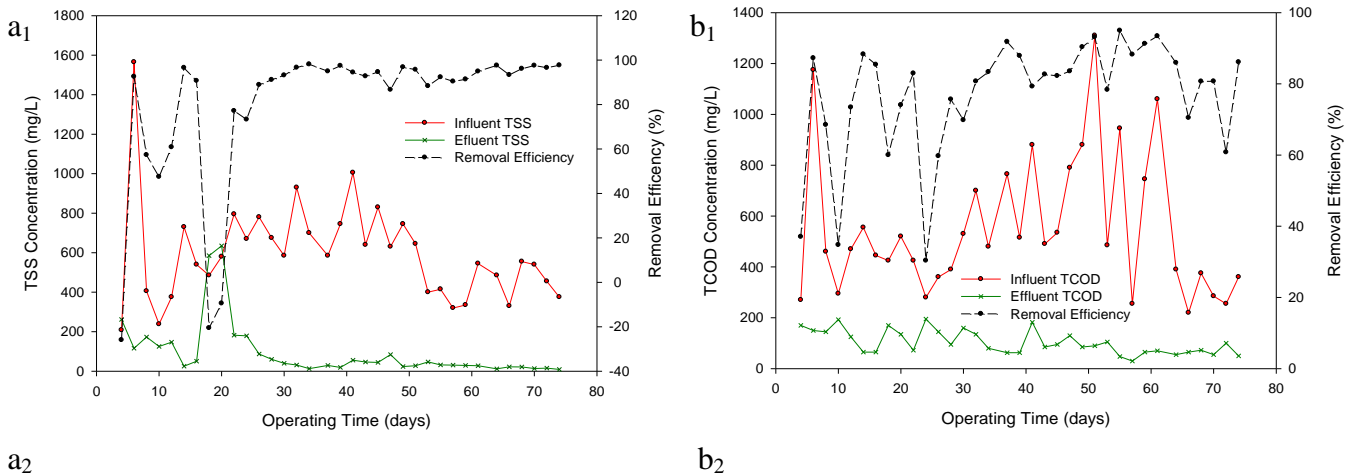 a1
1800
1600
1400
1200
1000
800
600
400
200
0
TSS Concentration (mg/L)
120
100
80
60
40
20
0
-20
-40
Removal Efficency (%)
Influent TSS
Efluent TSS
Removal Efficiency
0 10 20 30 40 50 60 70 80
Operating Time (days)
b1
1400
1200
1000
800
600
400
200
0
TCOD Concentration (mg/L)
100
80
60
40
20
0
Removal Efficiency (%)
Influent TCOD
Effluent TCOD
Removal Efficiency
0 10 20 30 40 50 60 70 80
Operating Time (days)
a2
b2